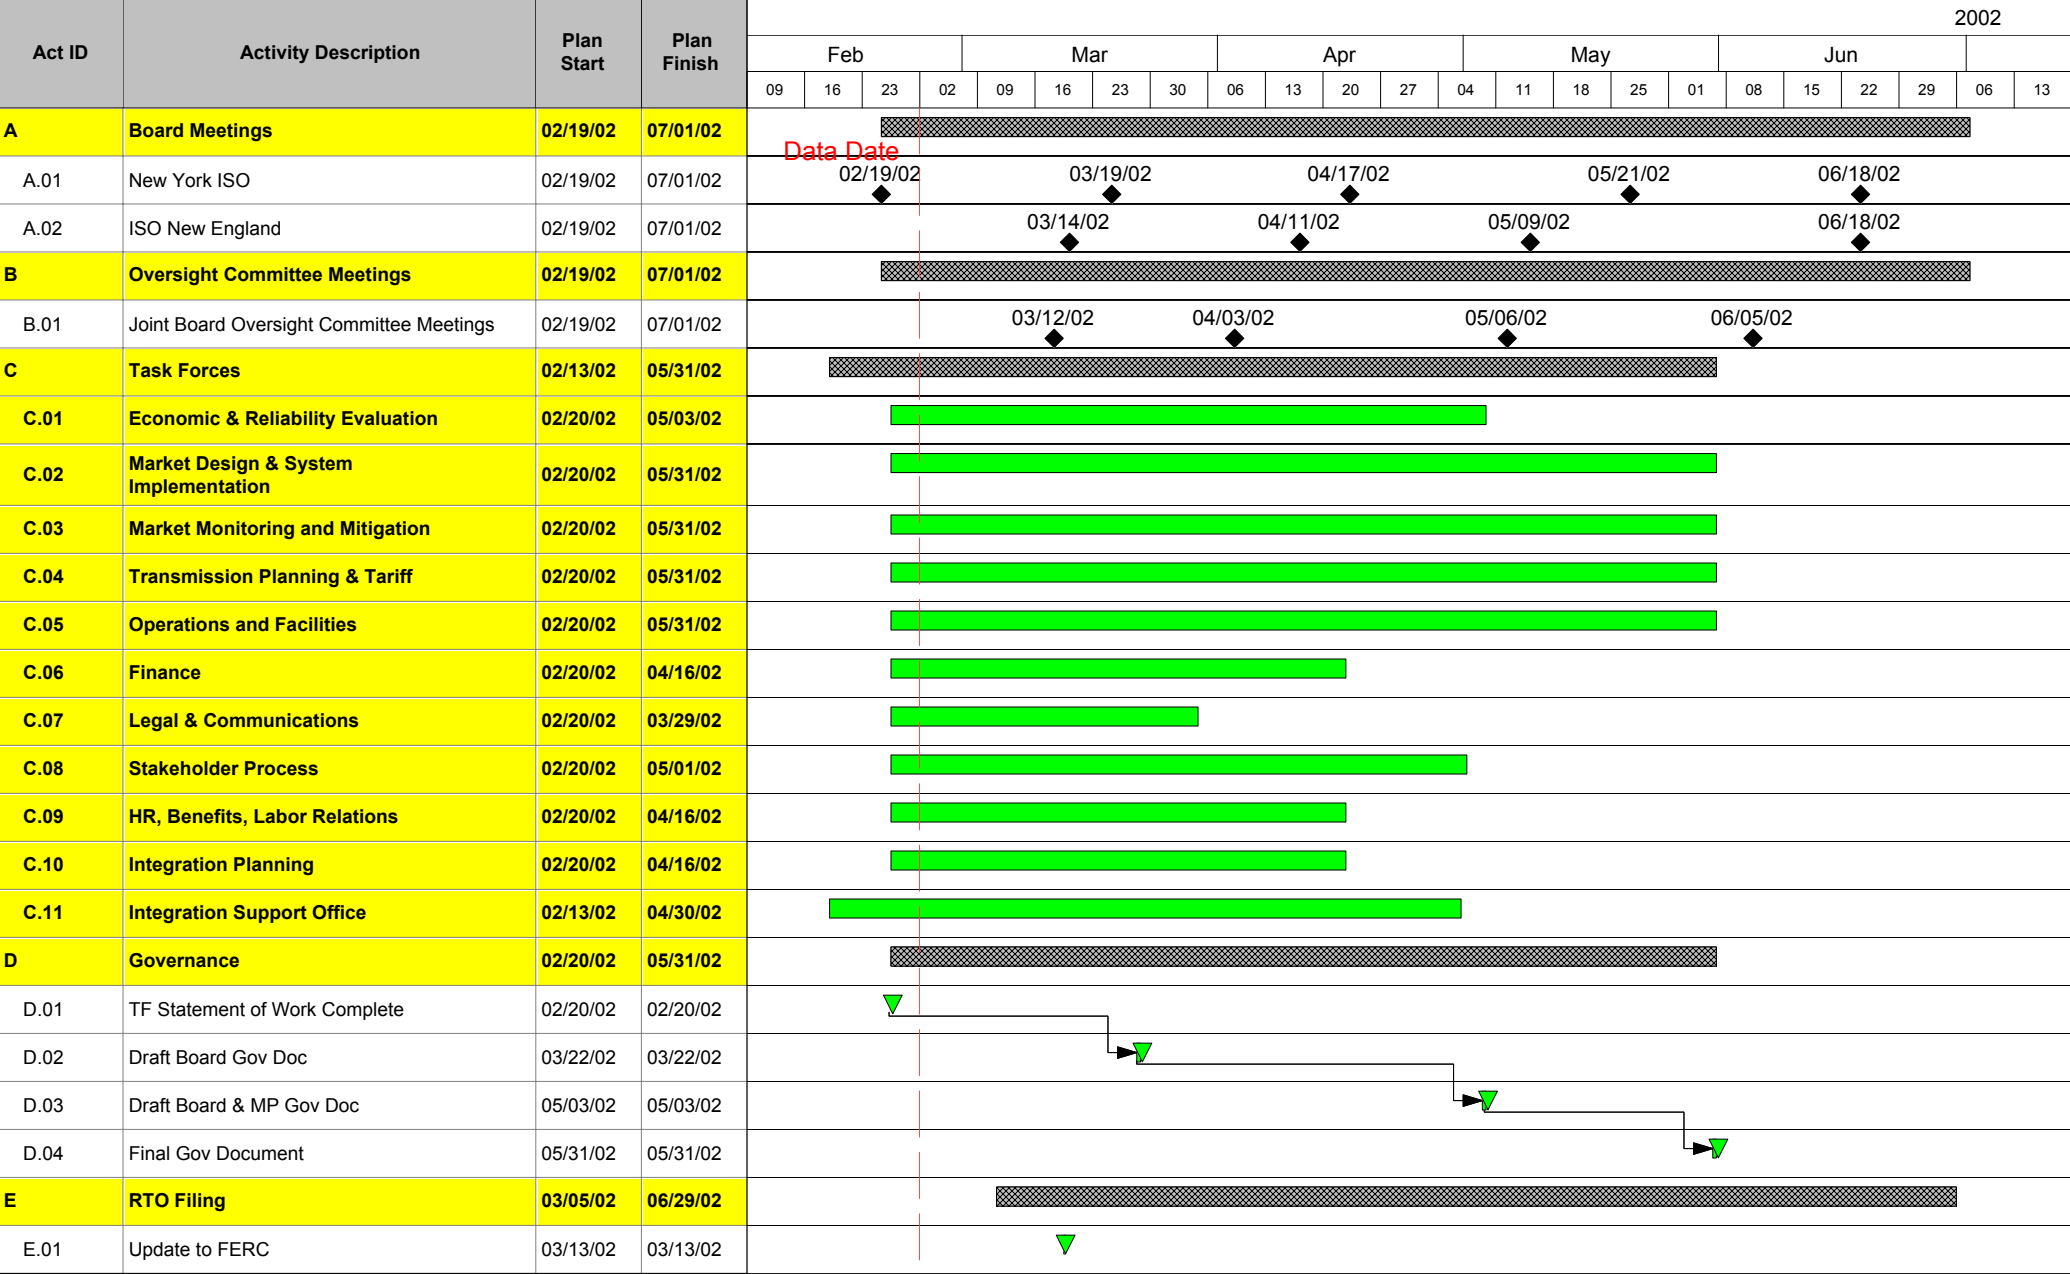 2002
Act ID Activity Description Plan Start Plan Finish
Feb Mar Apr May Jun
09 16 23 02 09 16 23 30 06 13 20 27 04 11 18 25 01 08 15 22 29 06 13
A Board Meetings 02/19/02 07/01/02
Data Date
A.01 New York ISO 02/19/02 07/01/02 02/19/02 03/19/02 04/17/02 05/21/02 06/18/02
A.02 ISO New England 02/19/02 07/01/02 03/14/02 04/11/02 05/09/02 06/18/02
B Oversight Committee Meetings 02/19/02 07/01/02
B.01 Joint Board Oversight Committee Meetings 02/19/02 07/01/02 03/12/02 04/03/02 05/06/02 06/05/02
C Task Forces 02/13/02 05/31/02
C.01 Economic & Reliability Evaluation 02/20/02 05/03/02
C.02 Market Design & System Implementation 02/20/02 05/31/02
C.03 Market Monitoring and Mitigation 02/20/02 05/31/02
C.04 Transmission Planning & Tariff 02/20/02 05/31/02
C.05 Operations and Facilities 02/20/02 05/31/02
C.06 Finance 02/20/02 04/16/02
C.07 Legal & Communications 02/20/02 03/29/02
C.08 Stakeholder Process 02/20/02 05/01/02
C.09 HR, Benefits, Labor Relations 02/20/02 04/16/02
C.10 Integration Planning 02/20/02 04/16/02
C.11 Integration Support Office 02/13/02 04/30/02
D Governance 02/20/02 05/31/02
D.01 TF Statement of Work Complete 02/20/02 02/20/02
D.02 Draft Board Gov Doc 03/22/02 03/22/02
D.03 Draft Board & MP Gov Doc 05/03/02 05/03/02
D.04 Final Gov Document 05/31/02 05/31/02
E RTO Filing 03/05/02 06/29/02
E.01 Update to FERC 03/13/02 03/13/02